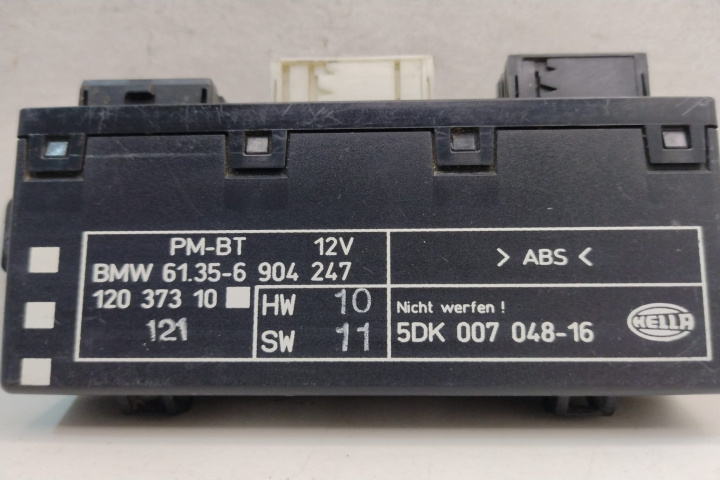 PM-BT 12V
BMW 61.35-6 904 247
120 373 10
121
HW 10
SW 11
> ABS <
Nicht werfen !
5DK 007 048-16
HELLA